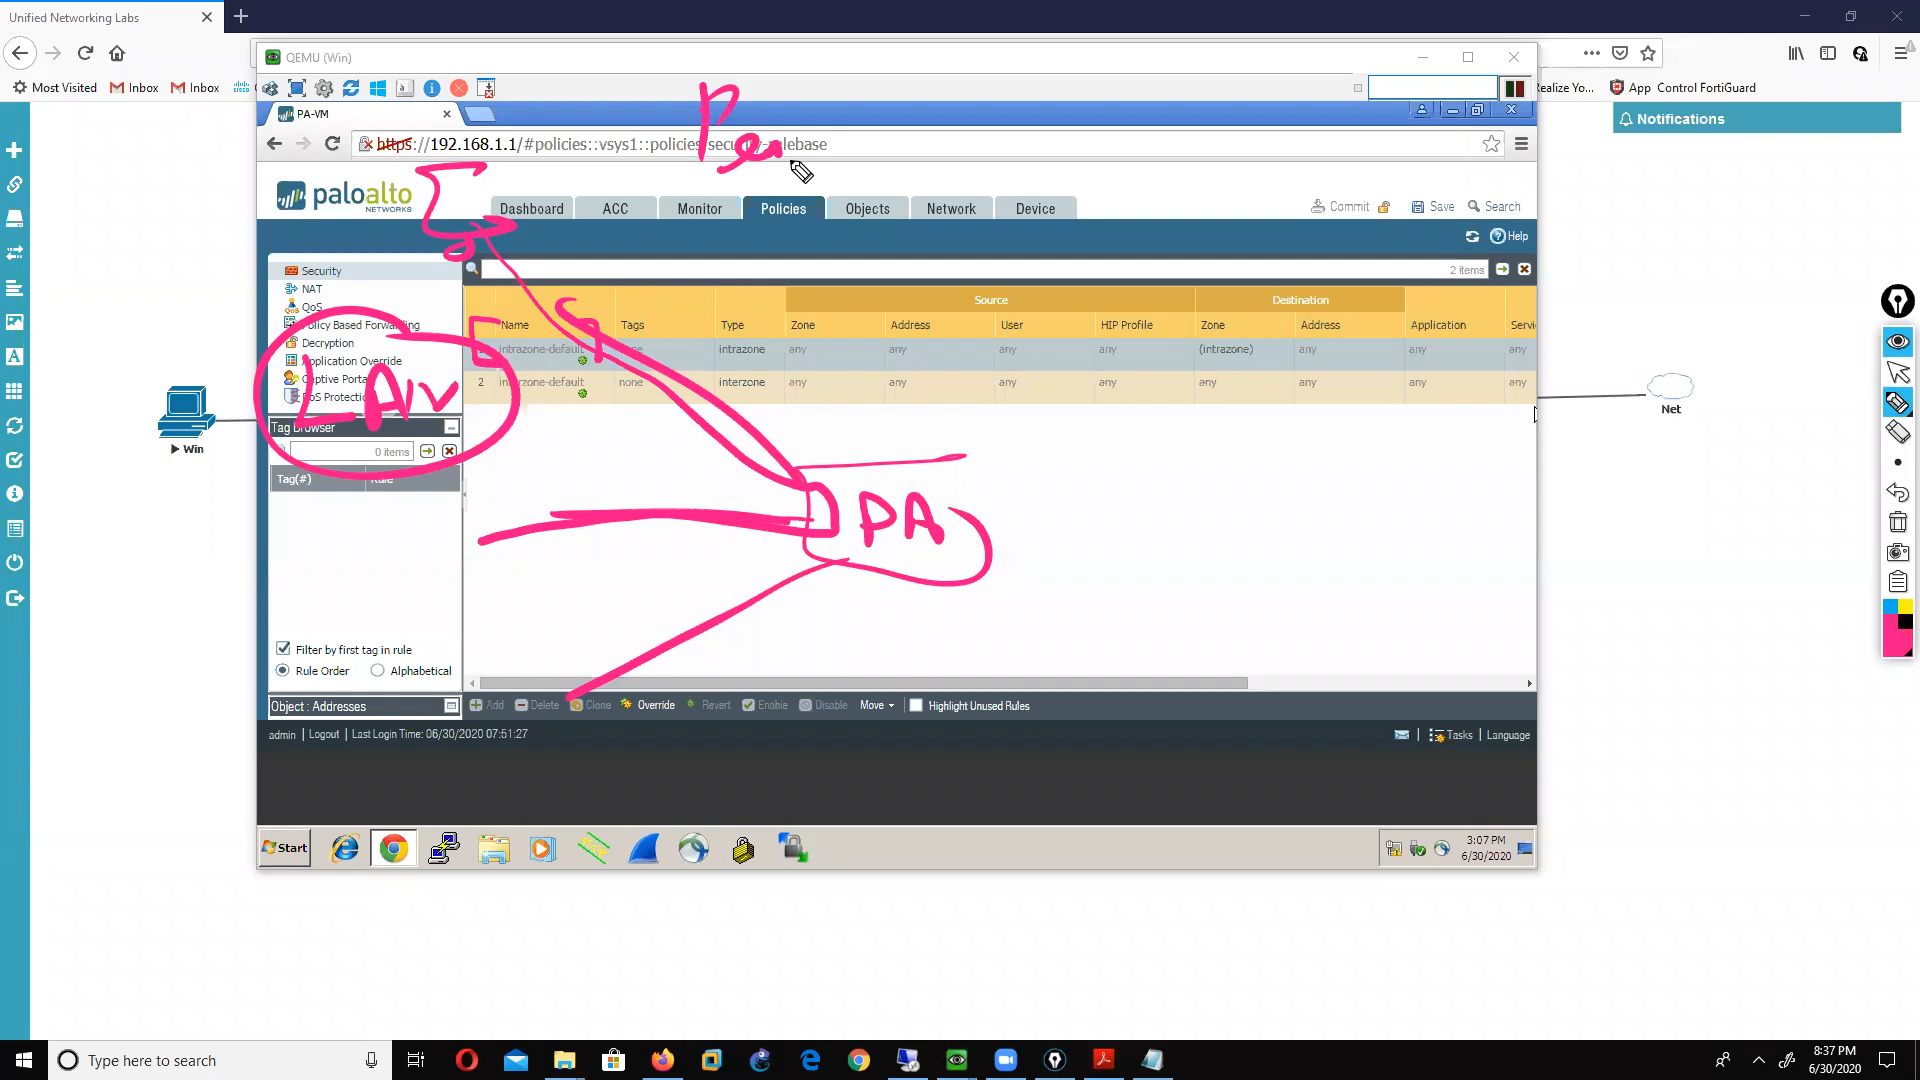 Unified Networking Labs
Most Visited
Inbox
Inbox
Realize Yo...
App Control FortiGuard
QEMU (Win)
Notifications
PA-VM
https://192.168.1.1/#policies::vsys1::policies
paloalto
NETWORKS
Dashboard
ACC
Monitor
Policies
Objects
Network
Device
Commit
Save
Search
Help
Security
NAT
QoS
Policy Based Forwarding
Decryption
Application Override
Captive Porta
DoS Protectio
LAN
Tag Browser
0 items
Tag(#)
Rule
Filter by first tag in rule
Rule Order
Alphabetical
Object : Addresses
2 items
Source
Destination
Name
Tags
Type
Zone
Address
User
HIP Profile
Zone
Address
Application
Servi
intrazone-default
none
intrazone
any
any
any
any
(intrazone)
any
any
any
2
interzone-default
none
interzone
any
any
any
any
any
any
any
any
PA
Win
Net
Add
Delete
Clone
Override
Revert
Enable
Disable
Move
Highlight Unused Rules
admin | Logout | Last Login Time: 06/30/2020 07:51:27
Tasks | Language
Start
3:07 PM
6/30/2020
Type here to search
8:37 PM
6/30/2020